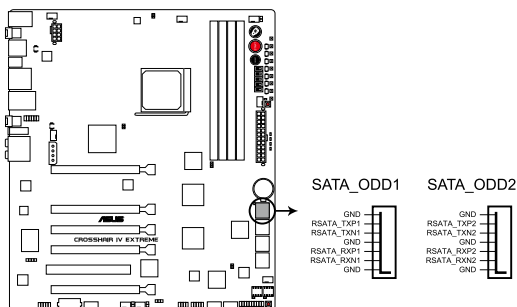 SATA_ODD1
GND
RSATA_TXP1
RSATA_TXN1
GND
RSATA_RXP1
RSATA_RXN1
GND
SATA_ODD2
GND
RSATA_TXP2
RSATA_TXN2
GND
RSATA_RXP2
RSATA_RXN2
GND
ASUS
CROSSHAIR IV EXTREME